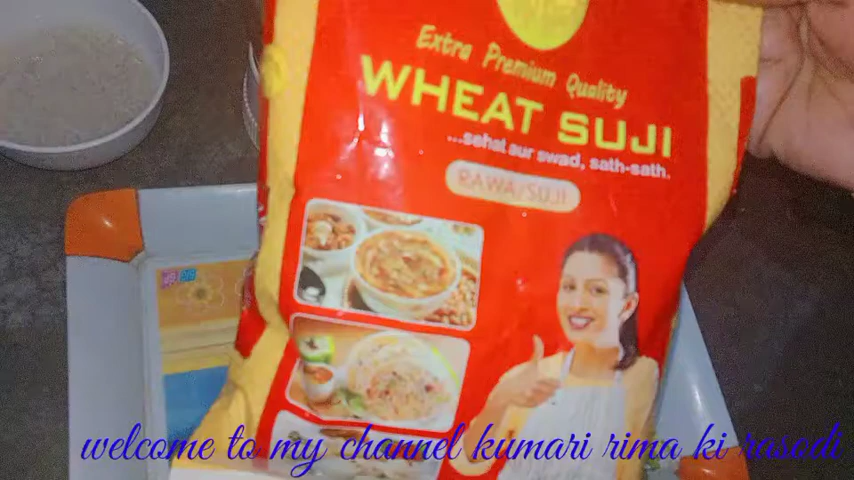 Extra Premium Quality
WHEAT SUJI
...sehat aur swad, sath-sath.
RAWA/SUJI
welcome to my channel kumari rima ki rasodi